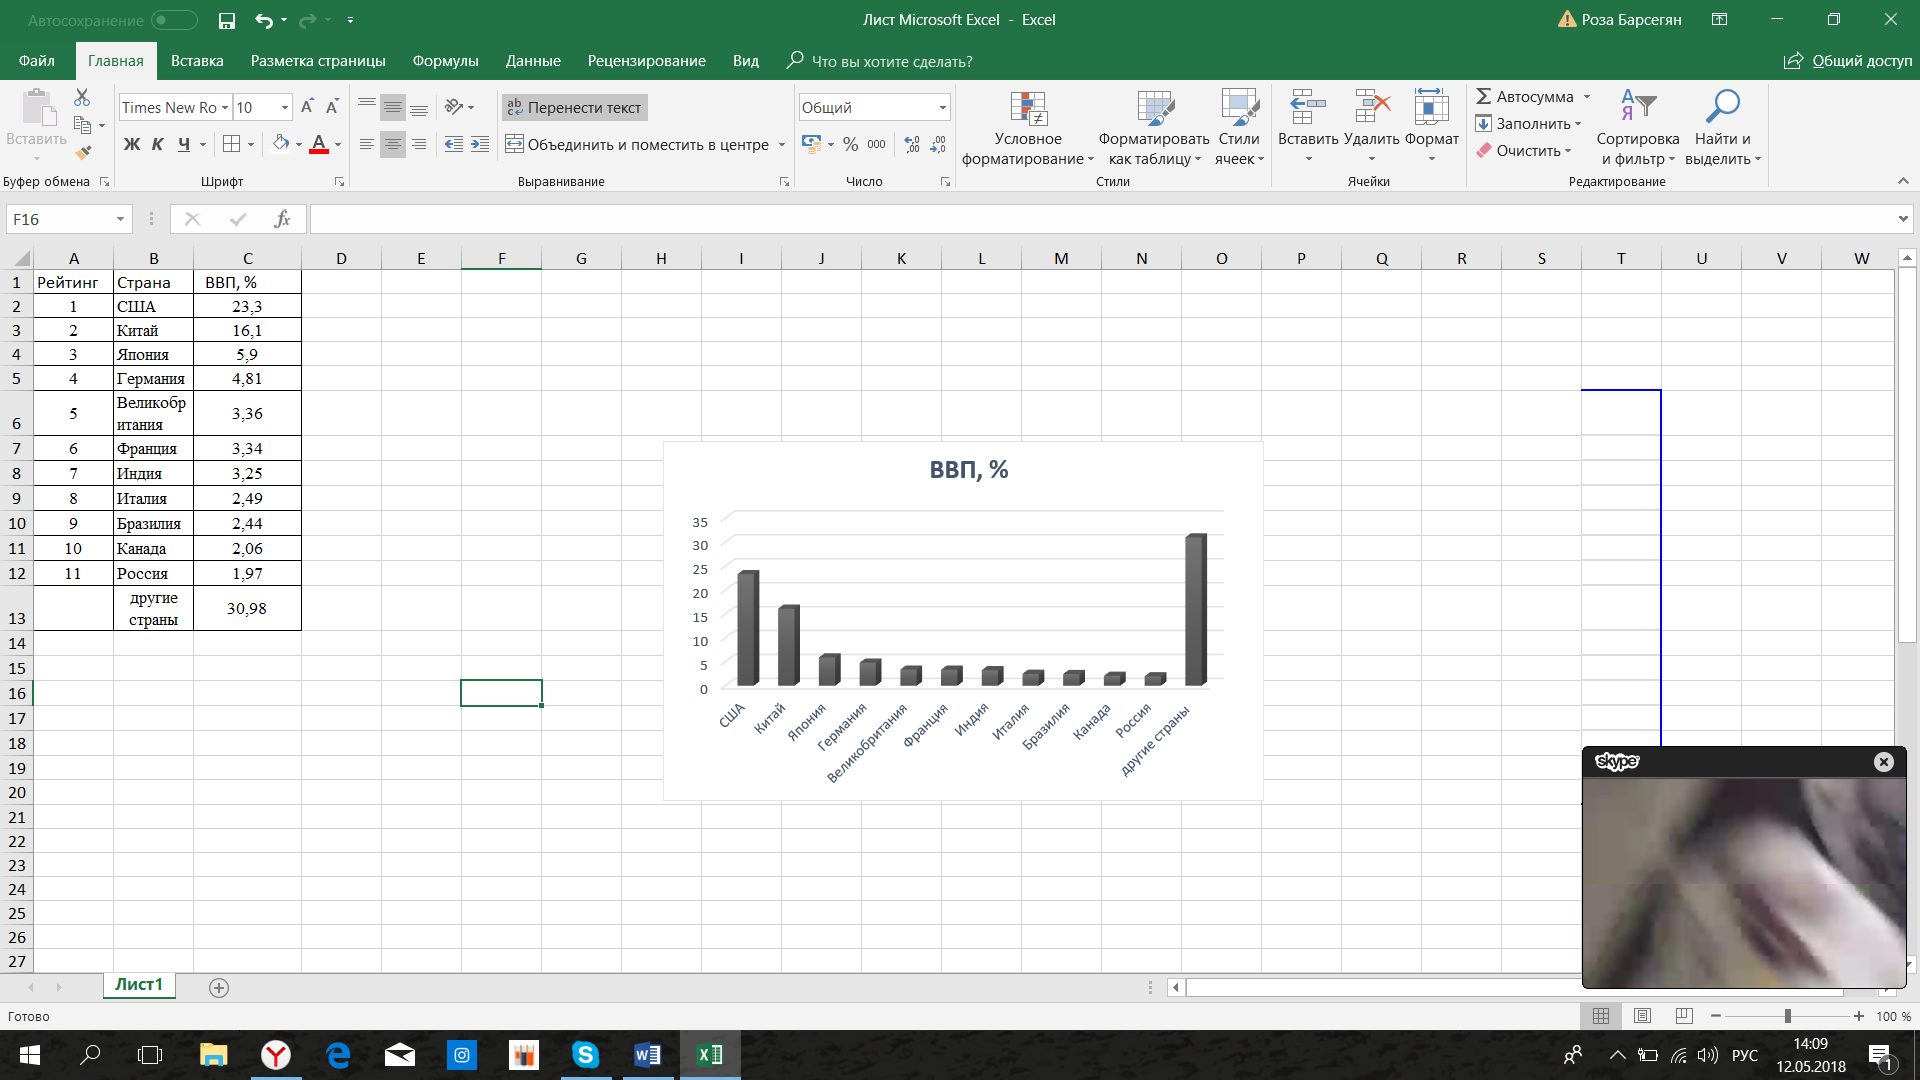 Автосохранение
Лист Microsoft Excel - Excel
Роза Барсегян
Файл Главная Вставка Разметка страницы Формулы Данные Рецензирование Вид Что вы хотите сделать? Общий доступ
Вставить
Буфер обмена
Times New Ro 10
Ж К Ч А
Шрифт
Перенести текст
Объединить и поместить в центре
Выравнивание
Общий
% 000
Число
Условное форматирование
Форматировать как таблицу
Стили ячеек
Стили
Вставить Удалить Формат
Ячейки
Автосумма
Заполнить
Очистить
Сортировка и фильтр
Найти и выделить
Редактирование
F16 fx
A B C D E F G H I J K L M N O P Q R S T U V W
1 Рейтинг Страна ВВП, %
2 1 США 23,3
3 2 Китай 16,1
4 3 Япония 5,9
5 4 Германия 4,81
6 5 Великобритания 3,36
7 6 Франция 3,34
8 7 Индия 3,25
9 8 Италия 2,49
10 9 Бразилия 2,44
11 10 Канада 2,06
12 11 Россия 1,97
13 другие страны 30,98
14
15
16
17
18
19
20
21
22
23
24
25
26
27
ВВП, %
35
30
25
20
15
10
5
0
США Китай Япония Германия Великобритания Франция Индия Италия Бразилия Канада Россия другие страны
skype
Лист1
Готово
100 %
РУС
14:09
12.05.2018
1